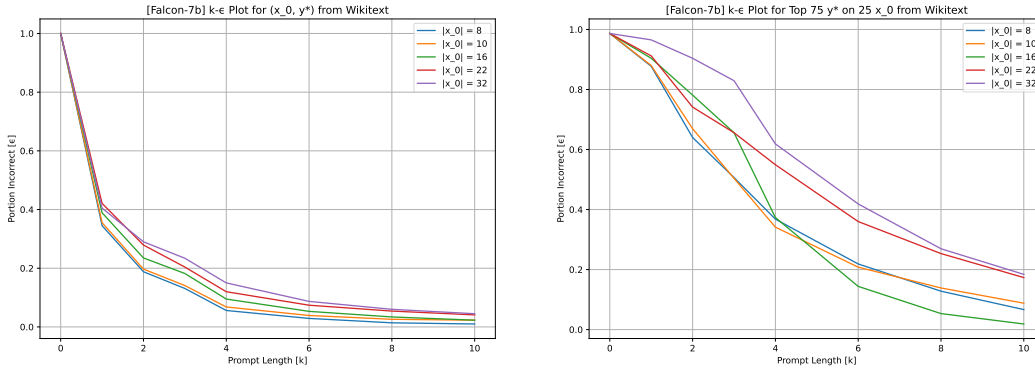 [Falcon-7b] k-ϵ Plot for (x_0, y*) from Wikitext
1.0
0.8
0.6
0.4
0.2
0.0
Portion Incorrect [ϵ]
0
2
4
6
8
10
Prompt Length [k]
|x_0| = 8
|x_0| = 10
|x_0| = 16
|x_0| = 22
|x_0| = 32
[Falcon-7b] k-ϵ Plot for Top 75 y* on 25 x_0 from Wikitext
1.0
0.8
0.6
0.4
0.2
0.0
Portion Incorrect [ϵ]
0
2
4
6
8
10
Prompt Length [k]
|x_0| = 8
|x_0| = 10
|x_0| = 16
|x_0| = 22
|x_0| = 32